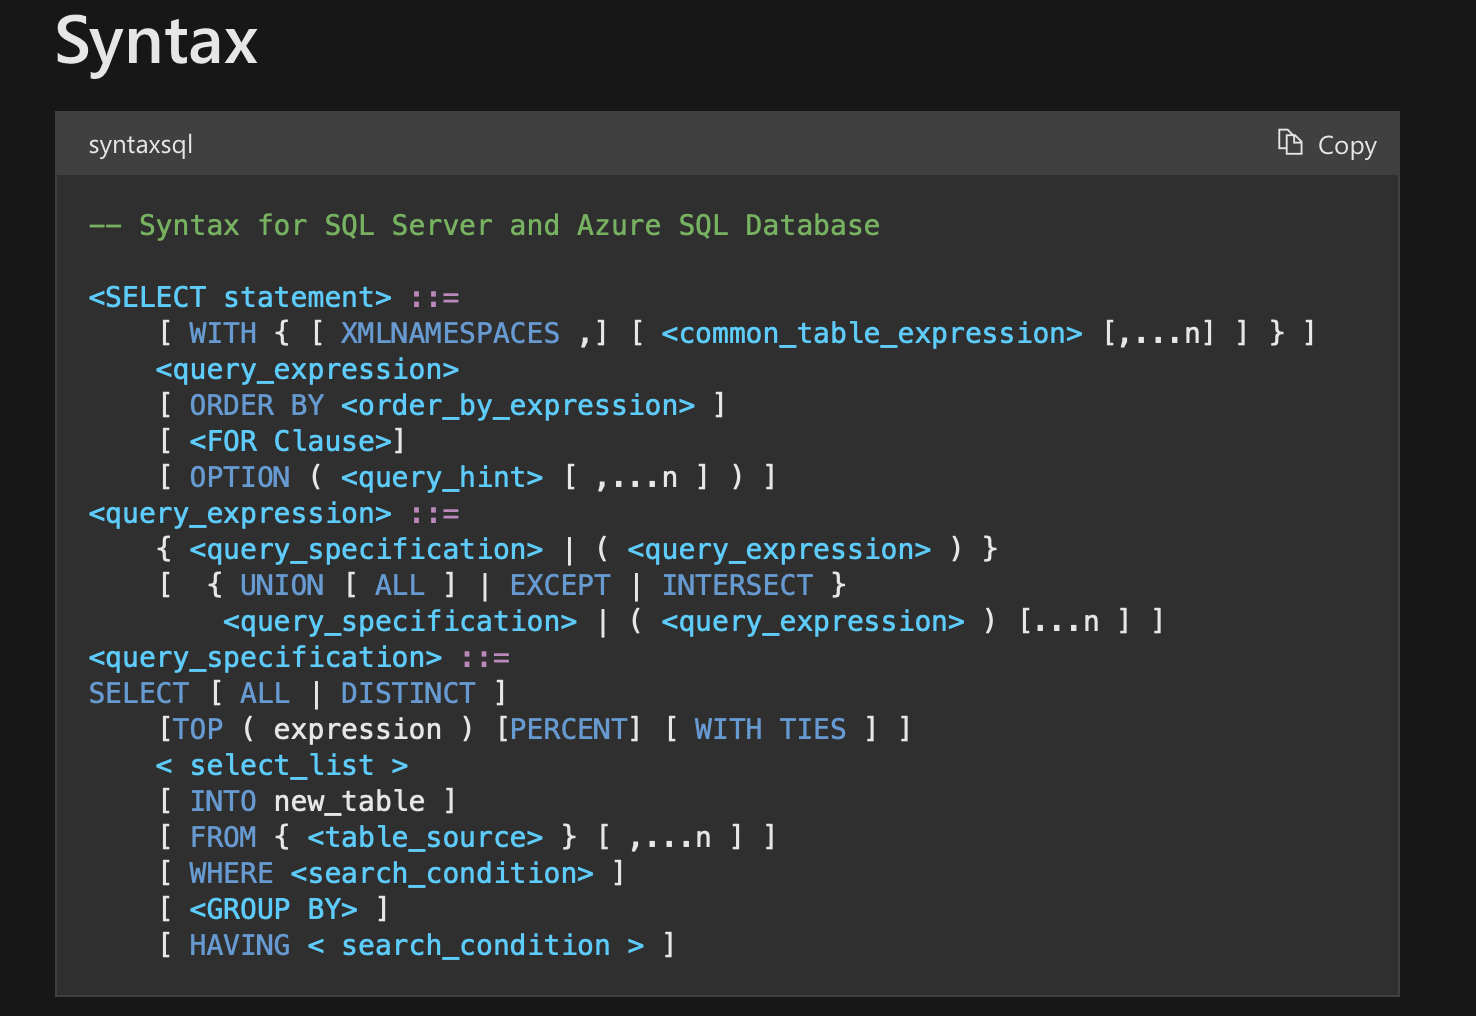 Syntax
syntaxsql
Copy
-- Syntax for SQL Server and Azure SQL Database
<SELECT statement> ::=
    [ WITH { [ XMLNAMESPACES ,] [ <common_table_expression> [,...n] ] } ]
    <query_expression>
    [ ORDER BY <order_by_expression> ]
    [ <FOR Clause>]
    [ OPTION ( <query_hint> [ ,...n ] ) ]
<query_expression> ::=
    { <query_specification> | ( <query_expression> ) }
    [  { UNION [ ALL ] | EXCEPT | INTERSECT }
        <query_specification> | ( <query_expression> ) [...n ] ]
<query_specification> ::=
SELECT [ ALL | DISTINCT ]
    [TOP ( expression ) [PERCENT] [ WITH TIES ] ]
    < select_list >
    [ INTO new_table ]
    [ FROM { <table_source> } [ ,...n ] ]
    [ WHERE <search_condition> ]
    [ <GROUP BY> ]
    [ HAVING < search_condition > ]